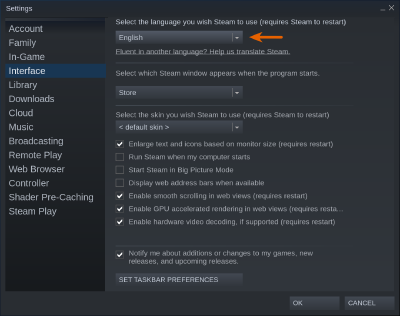 Settings
Account
Family
In-Game
Interface
Library
Downloads
Cloud
Music
Broadcasting
Remote Play
Web Browser
Controller
Shader Pre-Caching
Steam Play
Select the language you wish Steam to use (requires Steam to restart)
English
Fluent in another language? Help us translate Steam.
Select which Steam window appears when the program starts.
Store
Select the skin you wish Steam to use (requires Steam to restart)
< default skin >
Enlarge text and icons based on monitor size (requires restart)
Run Steam when my computer starts
Start Steam in Big Picture Mode
Display web address bars when available
Enable smooth scrolling in web views (requires restart)
Enable GPU accelerated rendering in web views (requires resta...
Enable hardware video decoding, if supported (requires restart)
Notify me about additions or changes to my games, new
releases, and upcoming releases.
SET TASKBAR PREFERENCES
OK
CANCEL